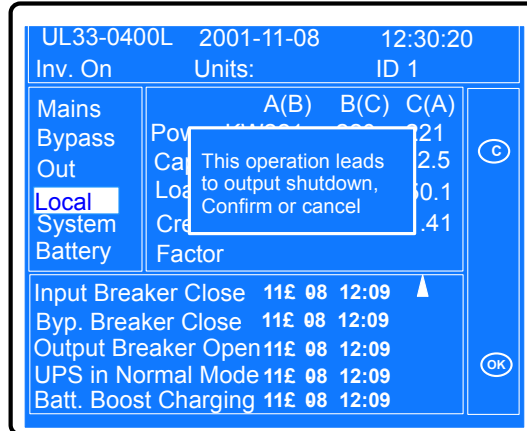 UL33-0400L 2001-11-08 12:30:20
Inv. On Units: ID 1
Mains
Bypass
Out
Local
System
Battery
A(B) B(C) C(A)
221
2.5
0.1
.41
Factor
This operation leads
to output shutdown,
Confirm or cancel
Input Breaker Close 11£ 08 12:09
Byp. Breaker Close 11£ 08 12:09
Output Breaker Open 11£ 08 12:09
UPS in Normal Mode 11£ 08 12:09
Batt. Boost Charging 11£ 08 12:09
C
OK